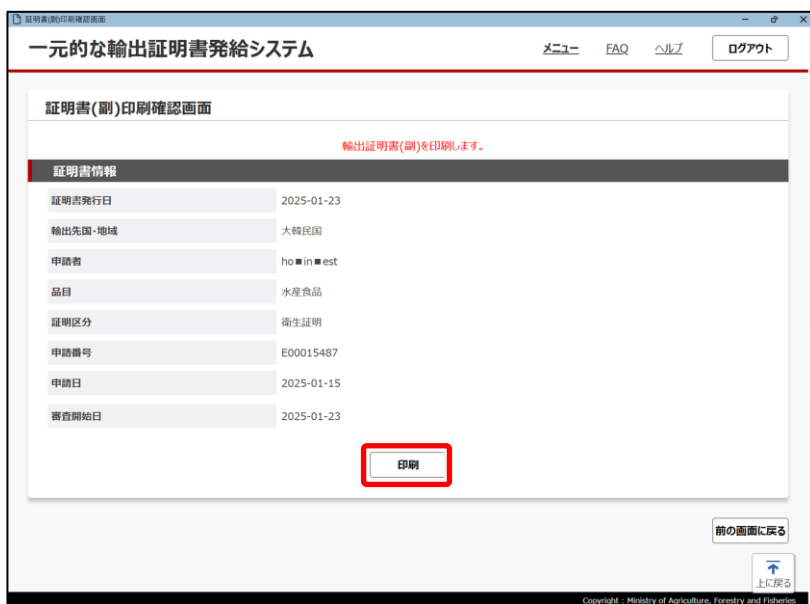 証明書(副)印刷確認画面
一元的な輸出証明書発給システム
メニュー FAQ ヘルプ ログアウト
証明書(副)印刷確認画面
輸出証明書(副)を印刷します。
証明書情報
証明書発行日 2025-01-23
輸出先国・地域 大韓民国
申請者 ho■in■est
品目 水産食品
証明区分 衛生証明
申請番号 E00015487
申請日 2025-01-15
審査開始日 2025-01-23
印刷
前の画面に戻る
上に戻る
Copyright : Ministry of Agriculture, Forestry and Fisheries